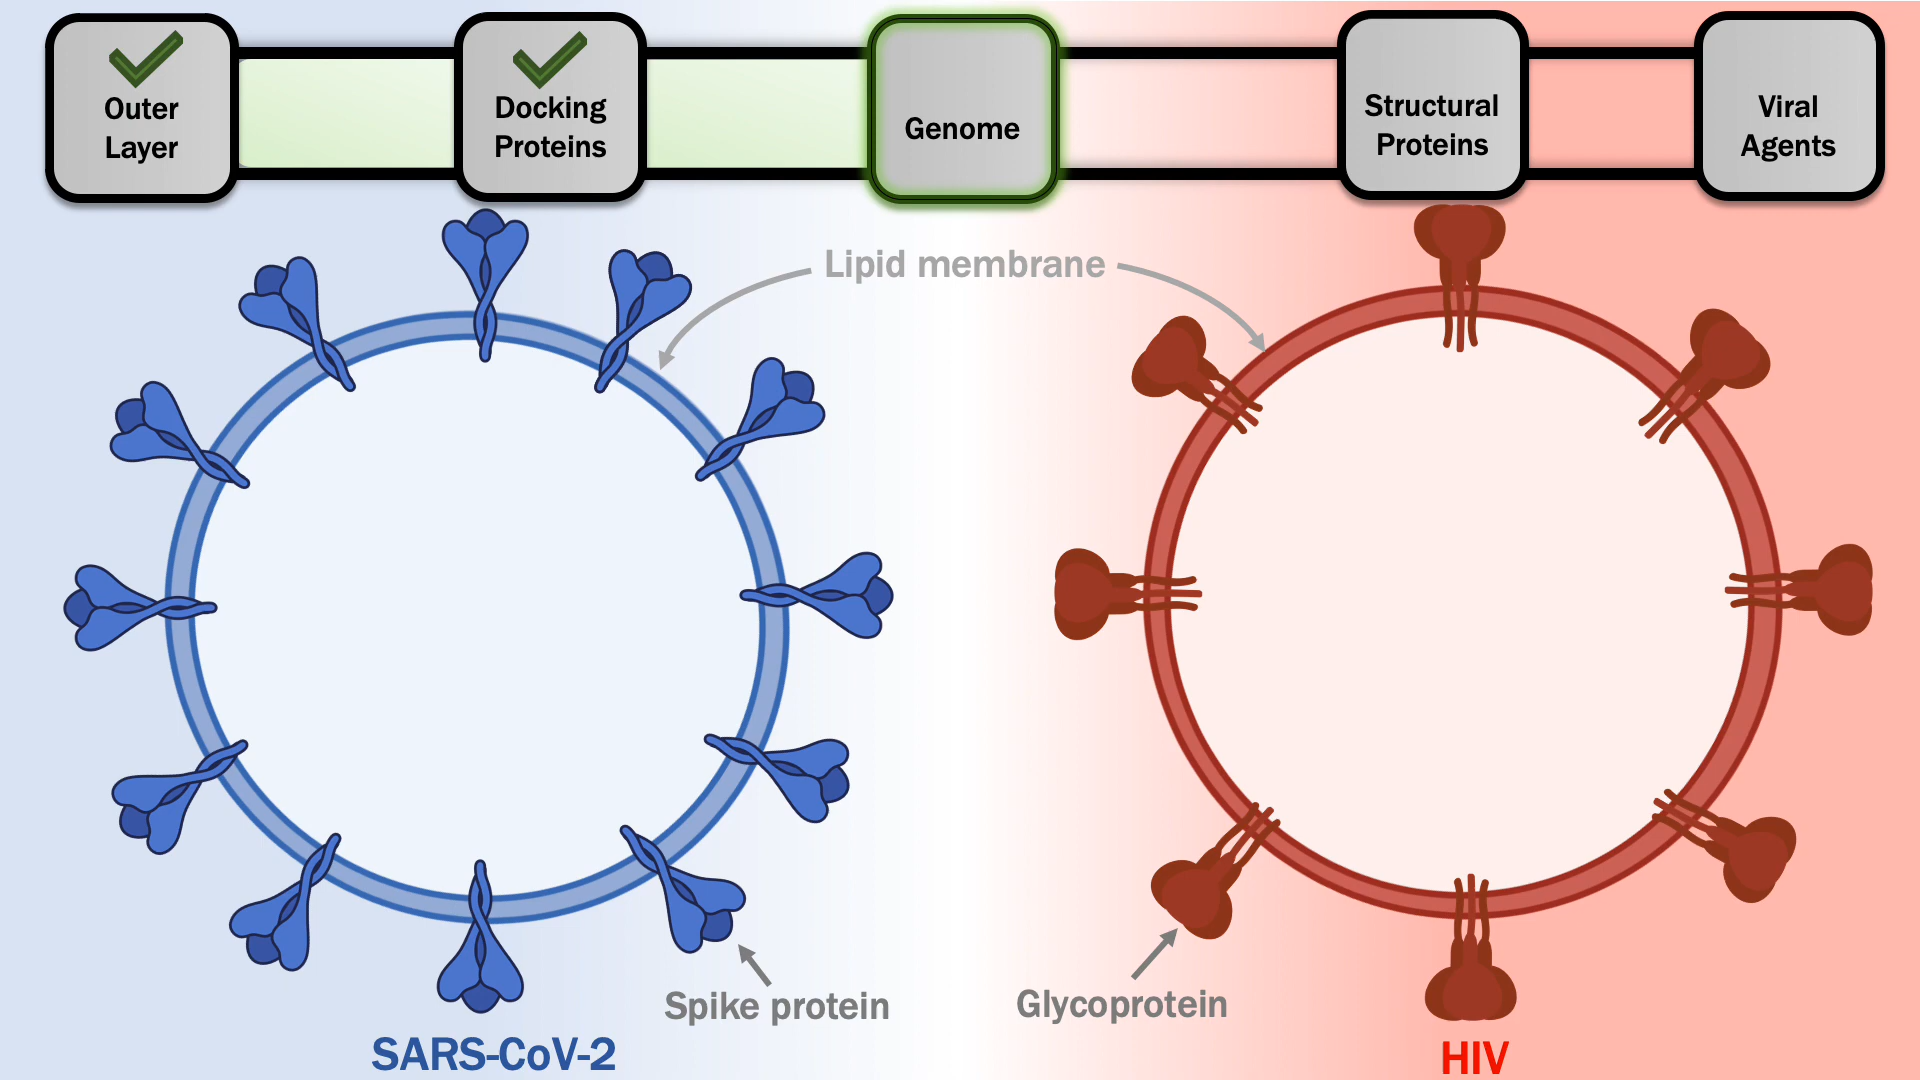 Outer
Layer
Docking
Proteins
Genome
Structural
Proteins
Viral
Agents
Lipid membrane
Spike protein
Glycoprotein
SARS-CoV-2
HIV